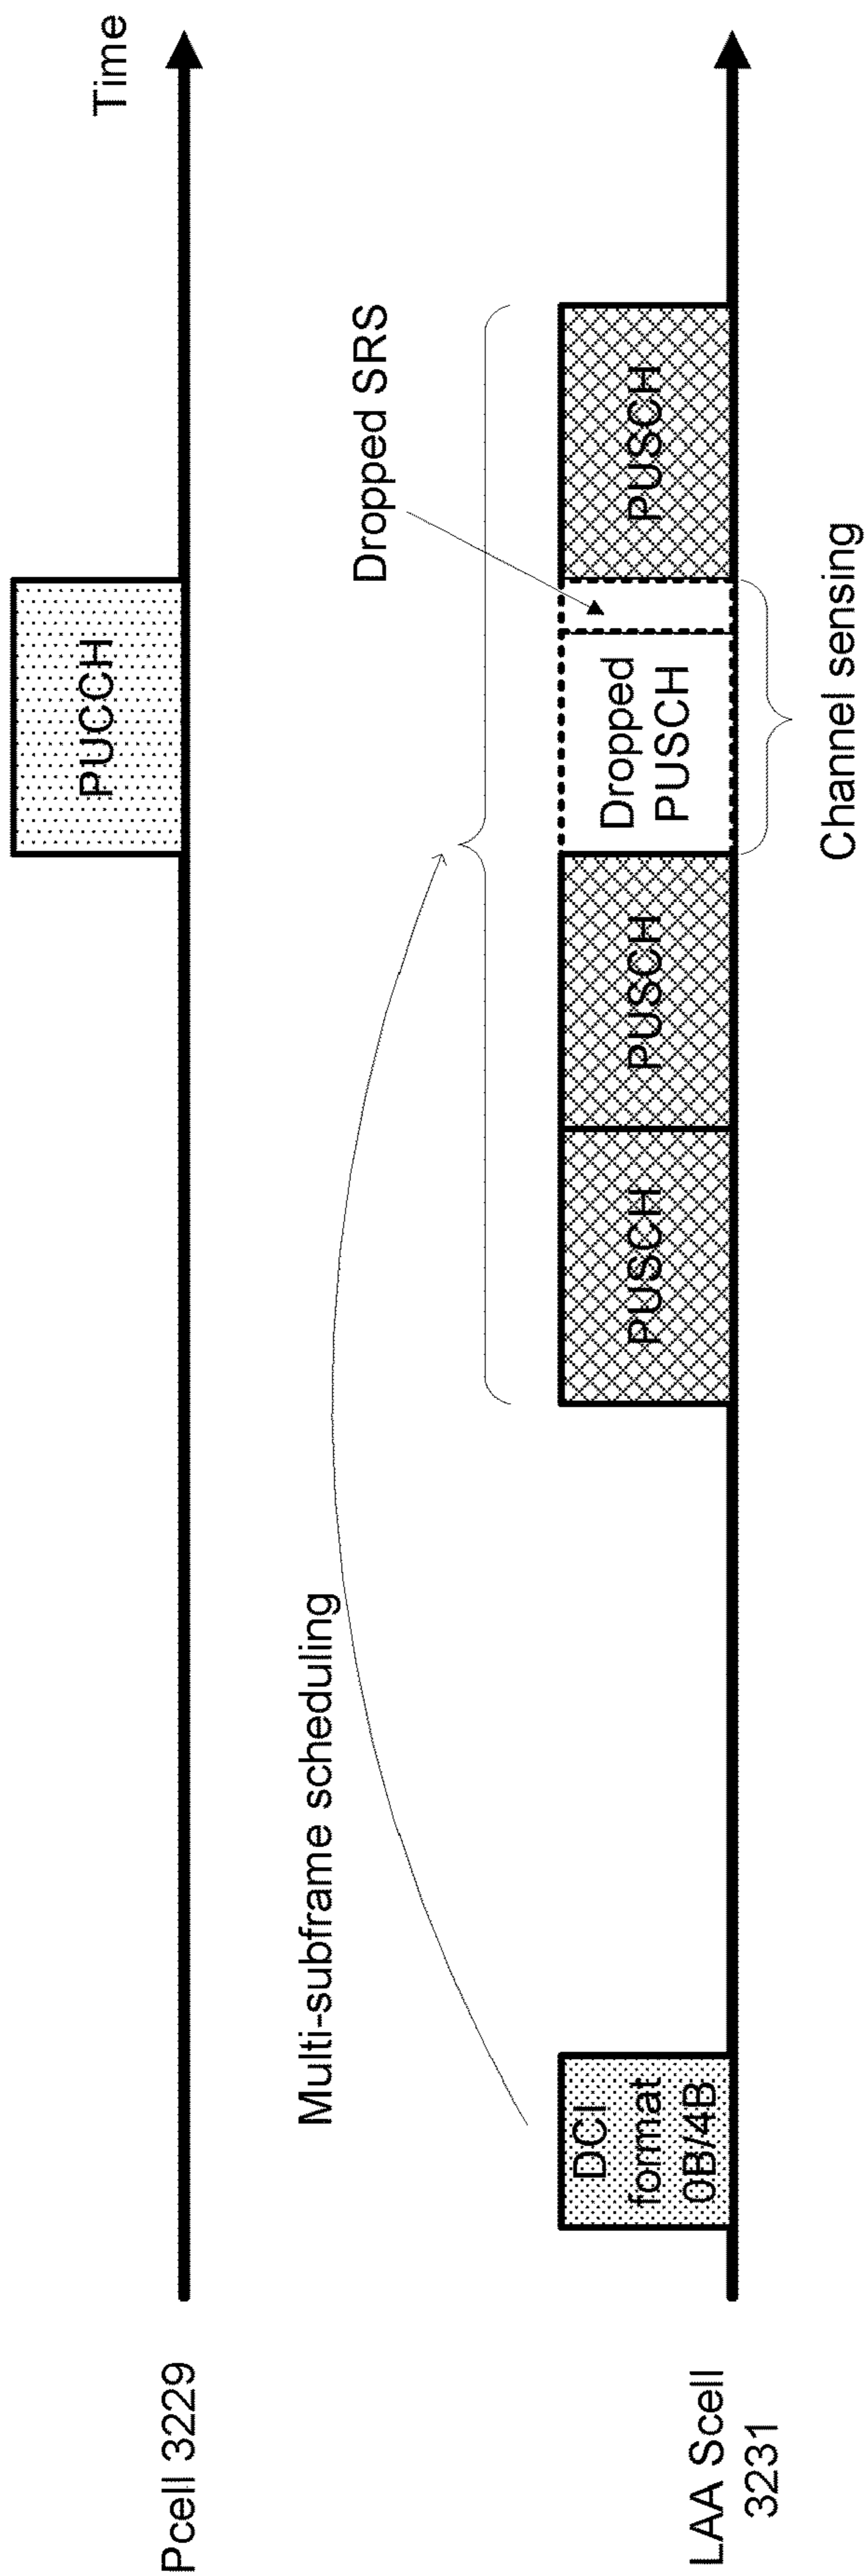 Time
PUCCH
Pcell 3229
Multi-subframe scheduling
Dropped SRS
DCI
format
0B/4B
PUSCH
PUSCH
Dropped
PUSCH
PUSCH
LAA Scell
3231
Channel sensing